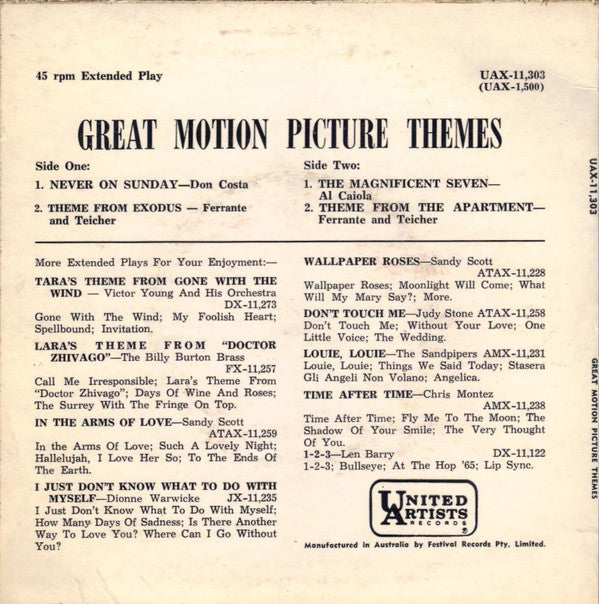 45 rpm Extended Play
UAX-11,303
(UAX-1,500)
GREAT MOTION PICTURE THEMES
Side One:
1. NEVER ON SUNDAY—Don Costa
2. THEME FROM EXODUS — Ferrante
and Teicher
Side Two:
1. THE MAGNIFICENT SEVEN—
Al Caiola
2. THEME FROM THE APARTMENT—
Ferrante and Teicher
More Extended Plays For Your Enjoyment:—
TARA'S THEME FROM GONE WITH THE
WIND — Victor Young And His Orchestra
DX-11,273
Gone With The Wind; My Foolish Heart;
Spellbound; Invitation.
LARA'S THEME FROM "DOCTOR
ZHIVAGO"—The Billy Burton Brass
FX-11,257
Call Me Irresponsible; Lara's Theme From
"Doctor Zhivago"; Days Of Wine And Roses;
The Surrey With The Fringe On Top.
IN THE ARMS OF LOVE—Sandy Scott
ATAX-11,259
In the Arms Of Love; Such A Lovely Night;
Hallelujah, I Love Her So; To The Ends Of
The Earth.
I JUST DON'T KNOW WHAT TO DO WITH
MYSELF—Dionne Warwicke JX-11,235
I Just Don't Know What To Do With Myself;
How Many Days Of Sadness; Is There Another
Way To Love You? Where Can I Go Without
You?
WALLPAPER ROSES—Sandy Scott
ATAX-11,228
Wallpaper Roses; Moonlight Will Come; What
Will My Mary Say?; More.
DON'T TOUCH ME—Judy Stone ATAX-11,258
Don't Touch Me; Without Your Love; One
Little Voice; The Wedding.
LOUIE, LOUIE—The Sandpipers AMX-11,231
Louie, Louie; Things We Said Today; Stasera
Gli Angeli Non Volano; Angelica.
TIME AFTER TIME—Chris Montez
AMX-11,238
Time After Time; Fly Me To The Moon; The
Shadow Of Your Smile; The Very Thought
Of You.
1-2-3—Len Barry DX-11,122
1-2-3; Bullseye; At The Hop '65; Lip Sync.
UNITED
ARTISTS
RECORDS
Manufactured in Australia by Festival Records Pty. Limited.
UAX-11,303
GREAT MOTION PICTURE THEMES